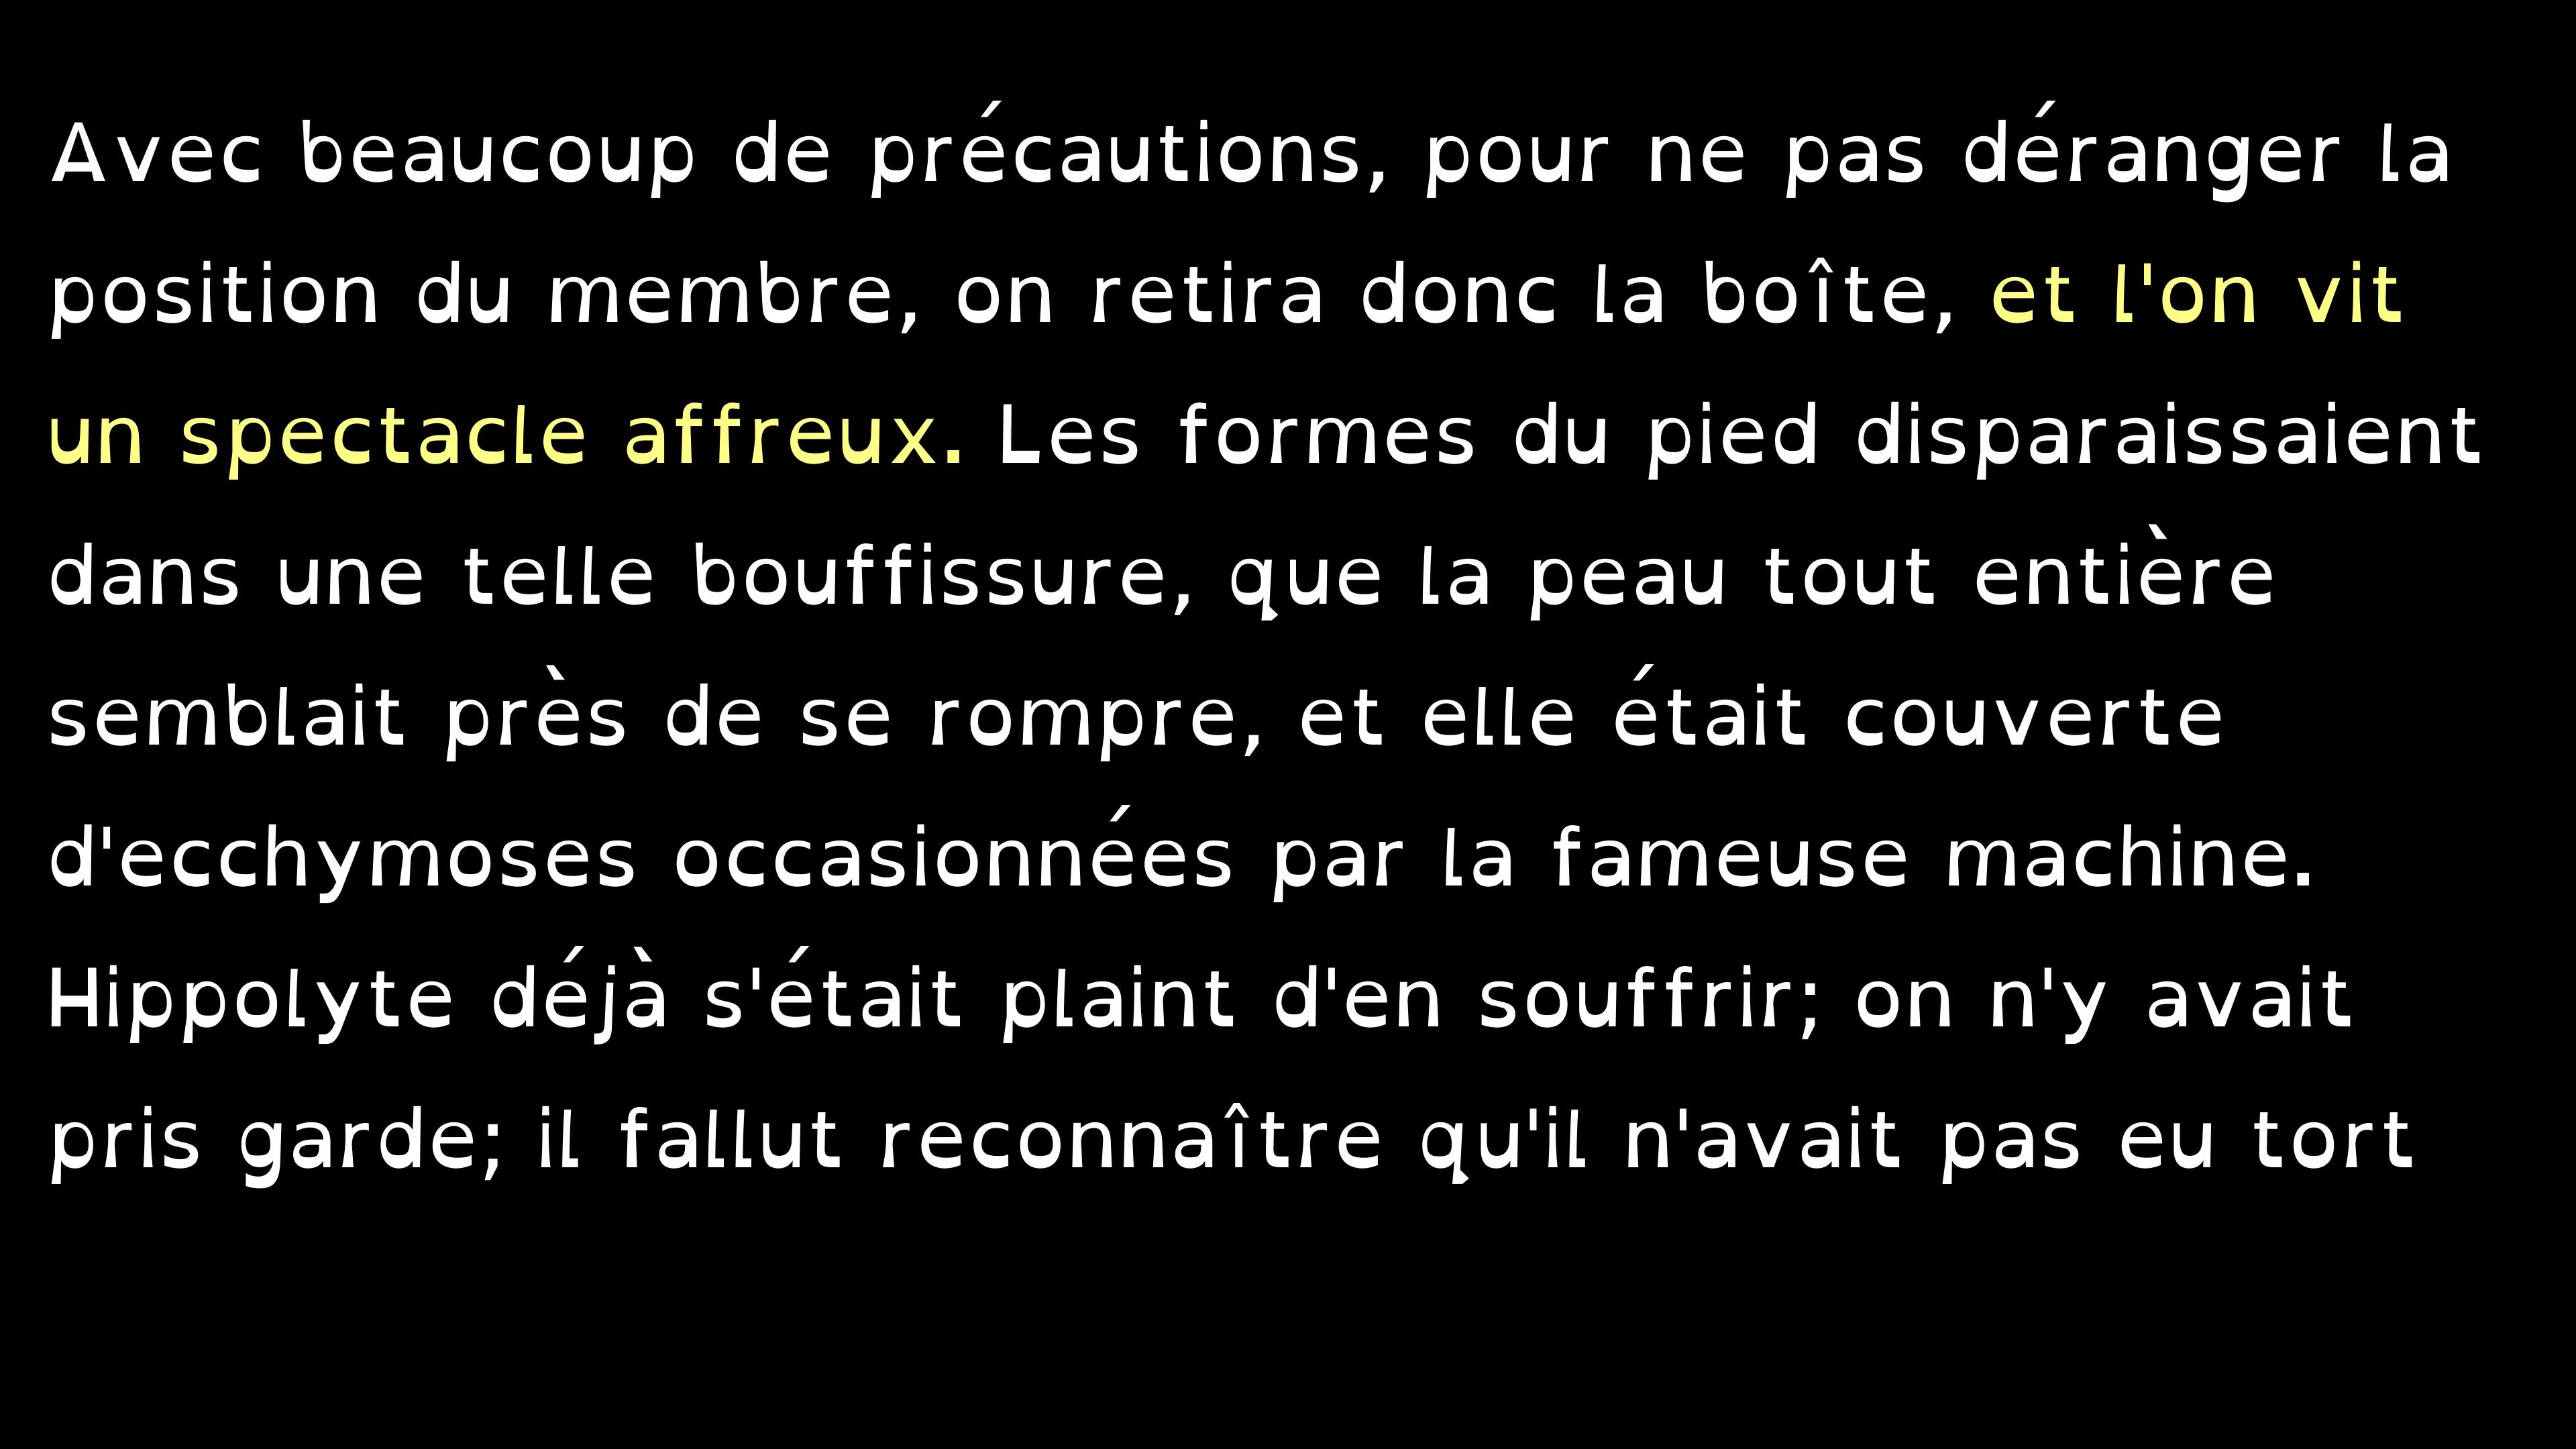 Avec beaucoup de précautions, pour ne pas déranger la
position du membre, on retira donc la boîte, et l'on vit
un spectacle affreux. Les formes du pied disparaissaient
dans une telle bouffissure, que la peau tout entière
semblait près de se rompre, et elle était couverte
d'ecchymoses occasionnées par la fameuse machine.
Hippolyte déjà s'était plaint d'en souffrir; on n'y avait
pris garde; il fallut reconnaître qu'il n'avait pas eu tort